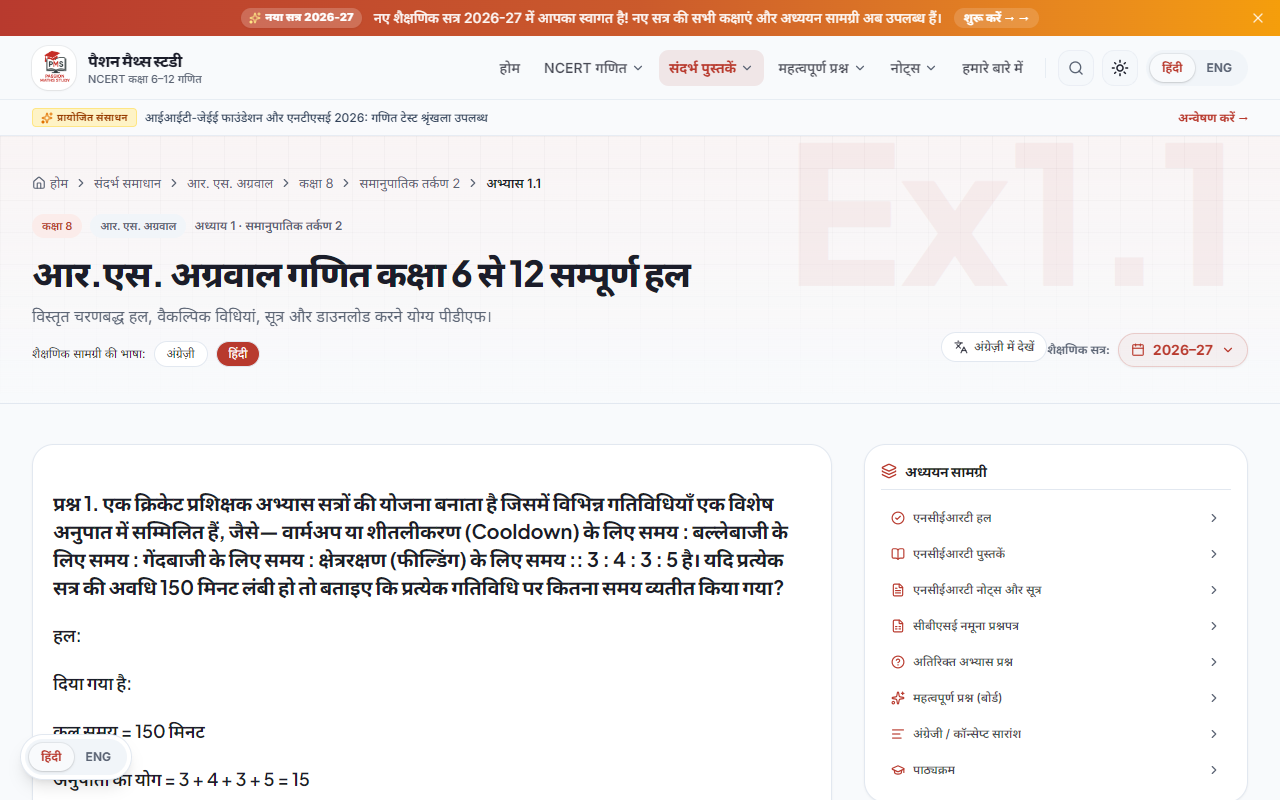 नया सत्र 2026-27 नए शैक्षणिक सत्र 2026-27 में आपका स्वागत है! नए सत्र की सभी कक्षाएं और अध्ययन सामग्री अब उपलब्ध हैं। शुरू करें → →
PMS
PASSION
MATHS STUDY
पैशन मैथ्स स्टडी
NCERT कक्षा 6–12 गणित
होम NCERT गणित संदर्भ पुस्तकें महत्वपूर्ण प्रश्न नोट्स हमारे बारे में हिंदी ENG
प्रायोजित संसाधन आईआईटी-जेईई फाउंडेशन और एनटीएसई 2026: गणित टेस्ट श्रृंखला उपलब्ध अन्वेषण करें →
Ex1.1
होम > संदर्भ समाधान > आर. एस. अग्रवाल > कक्षा 8 > समानुपातिक तर्कण 2 > अभ्यास 1.1
कक्षा 8 आर. एस. अग्रवाल अध्याय 1 · समानुपातिक तर्कण 2
आर.एस. अग्रवाल गणित कक्षा 6 से 12 सम्पूर्ण हल
विस्तृत चरणबद्ध हल, वैकल्पिक विधियां, सूत्र और डाउनलोड करने योग्य पीडीएफ।
शैक्षणिक सामग्री की भाषा: अंग्रेज़ी हिंदी
अंग्रेज़ी में देखें शैक्षणिक सत्र: 2026–27
प्रश्न 1. एक क्रिकेट प्रशिक्षक अभ्यास सत्रों की योजना बनाता है जिसमें विभिन्न गतिविधियाँ एक विशेष
अनुपात में सम्मिलित हैं, जैसे— वार्मअप या शीतलीकरण (Cooldown) के लिए समय : बल्लेबाजी के
लिए समय : गेंदबाजी के लिए समय : क्षेत्ररक्षण (फील्डिंग) के लिए समय :: 3 : 4 : 3 : 5 है। यदि प्रत्येक
सत्र की अवधि 150 मिनट लंबी हो तो बताइए कि प्रत्येक गतिविधि पर कितना समय व्यतीत किया गया?
हल:
दिया गया है:
कुल समय = 150 मिनट
अनुपातों का योग = 3 + 4 + 3 + 5 = 15
हिंदी ENG
अध्ययन सामग्री
एनसीईआरटी हल
एनसीईआरटी पुस्तकें
एनसीईआरटी नोट्स और सूत्र
सीबीएसई नमूना प्रश्नपत्र
अतिरिक्त अभ्यास प्रश्न
महत्वपूर्ण प्रश्न (बोर्ड)
अंग्रेजी / कॉन्सेप्ट सारांश
पाठ्यक्रम